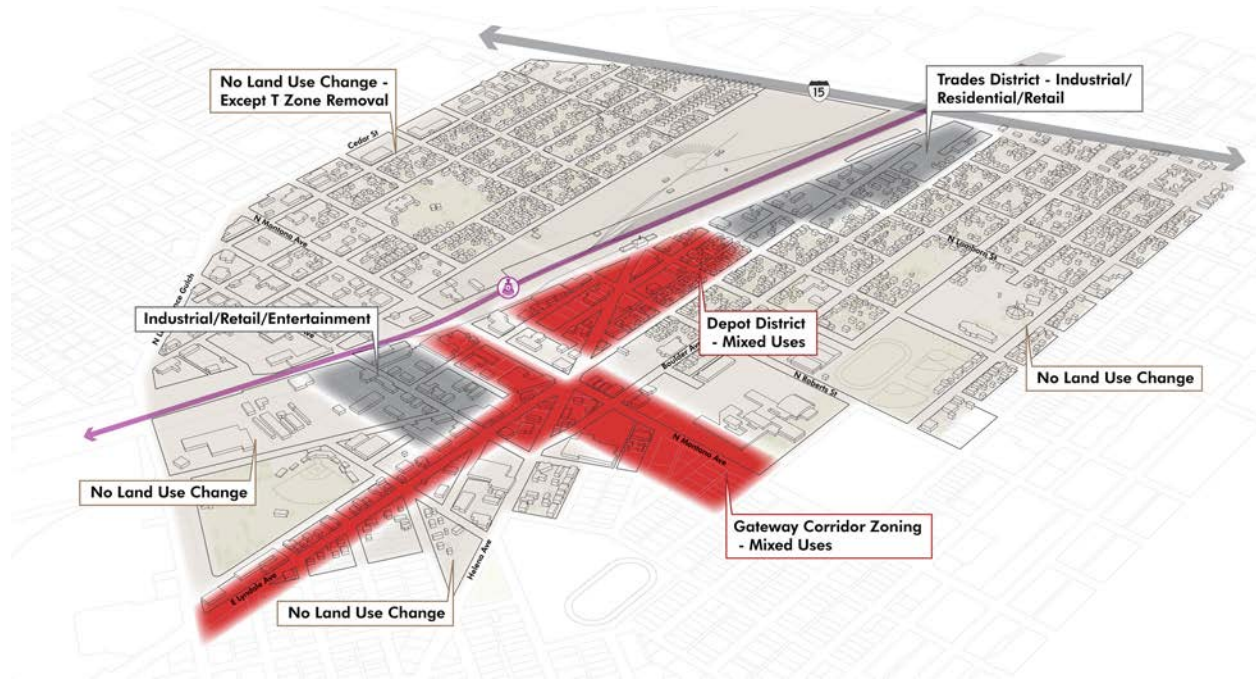 No Land Use Change -
Except T Zone Removal
15
Trades District - Industrial/
Residential/Retail
Cedar St
N Montana Ave
N Lamborn St
Industrial/Retail/Entertainment
Depot District
- Mixed Uses
Boulder Ave
N Roberts St
No Land Use Change
N Montana Ave
No Land Use Change
Gateway Corridor Zoning
- Mixed Uses
E Lyndale Ave
Helena Ave
No Land Use Change